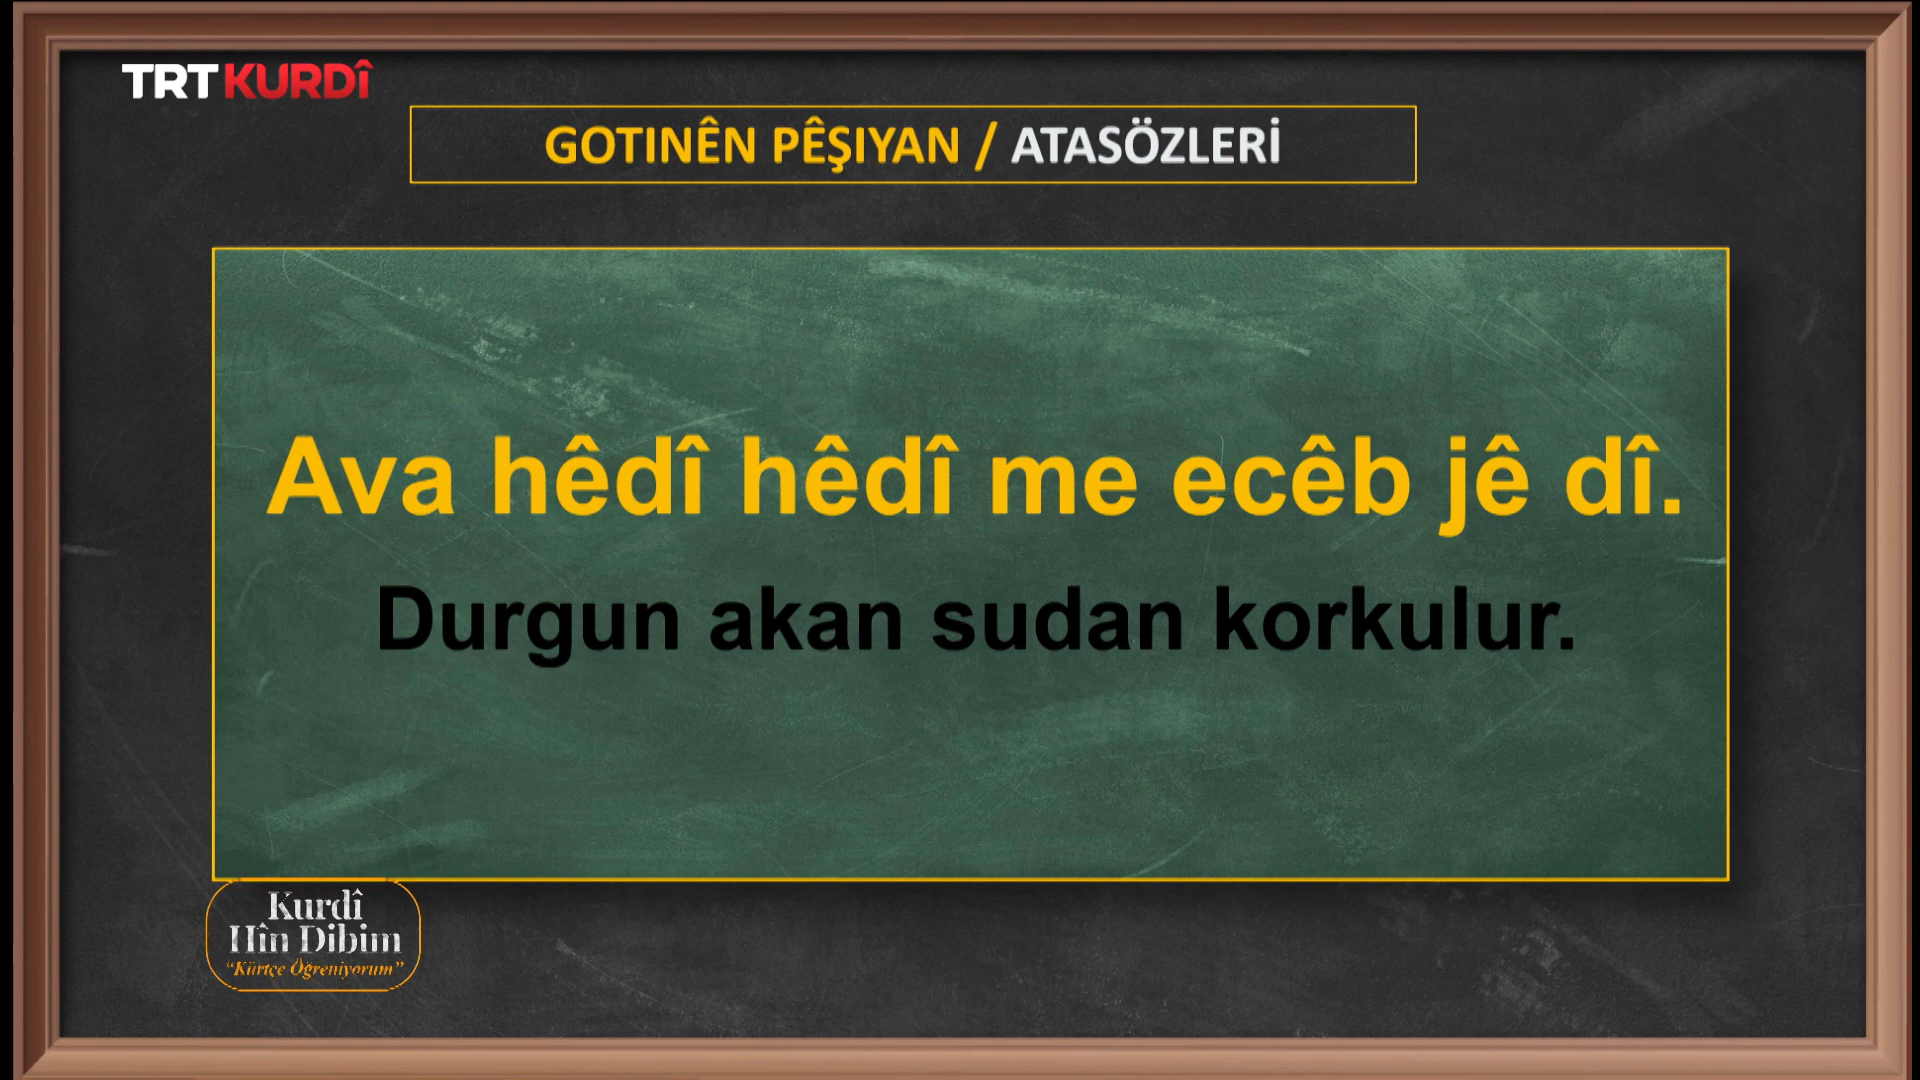 TRT KURDÎ
GOTINÊN PÊŞIYAN / ATASÖZLERİ
Ava hêdî hêdî me ecêb jê dî.
Durgun akan sudan korkulur.
Kurdî
Hîn Dibim
“Kürtçe Öğreniyorum”